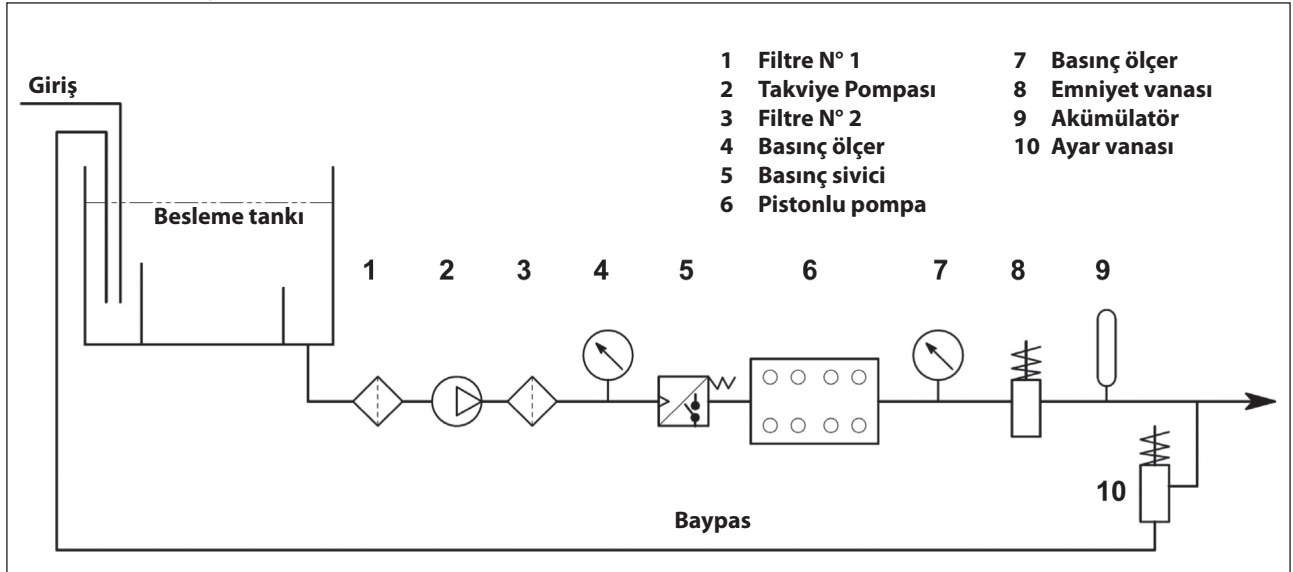 Giriş
1 Filtre N° 1
2 Takviye Pompası
3 Filtre N° 2
4 Basınç ölçer
5 Basınç sivici
6 Pistonlu pompa
7 Basınç ölçer
8 Emniyet vanası
9 Akümülatör
10 Ayar vanası
Besleme tankı
1 2 3 4 5 6 7 8 9
10
Baypas